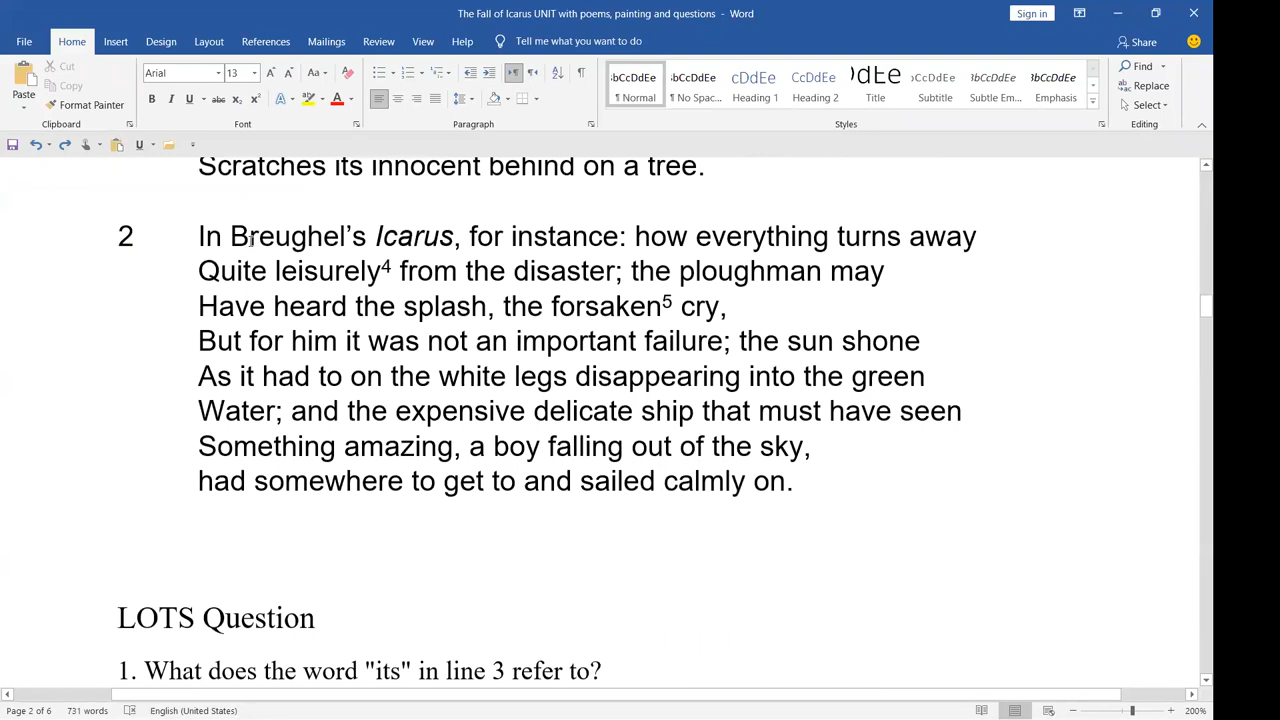 The Fall of Icarus UNIT with poems, painting and questions - Word
Sign in
File Home Insert Design Layout References Mailings Review View Help Tell me what you want to do Share
Paste
Cut
Copy
Format Painter
Clipboard
Arial 13
Font
Paragraph
AaBbCcDdEe
¶ Normal ¶ No Spac... Heading 1 Heading 2 Title Subtitle Subtle Em... Emphasis
Styles
Find
Replace
Select
Editing
Scratches its innocent behind on a tree.
2 In Breughel’s Icarus, for instance: how everything turns away
Quite leisurely⁴ from the disaster; the ploughman may
Have heard the splash, the forsaken⁵ cry,
But for him it was not an important failure; the sun shone
As it had to on the white legs disappearing into the green
Water; and the expensive delicate ship that must have seen
Something amazing, a boy falling out of the sky,
had somewhere to get to and sailed calmly on.
LOTS Question
1. What does the word "its" in line 3 refer to?
Page 2 of 6 731 words English (United States) 200%